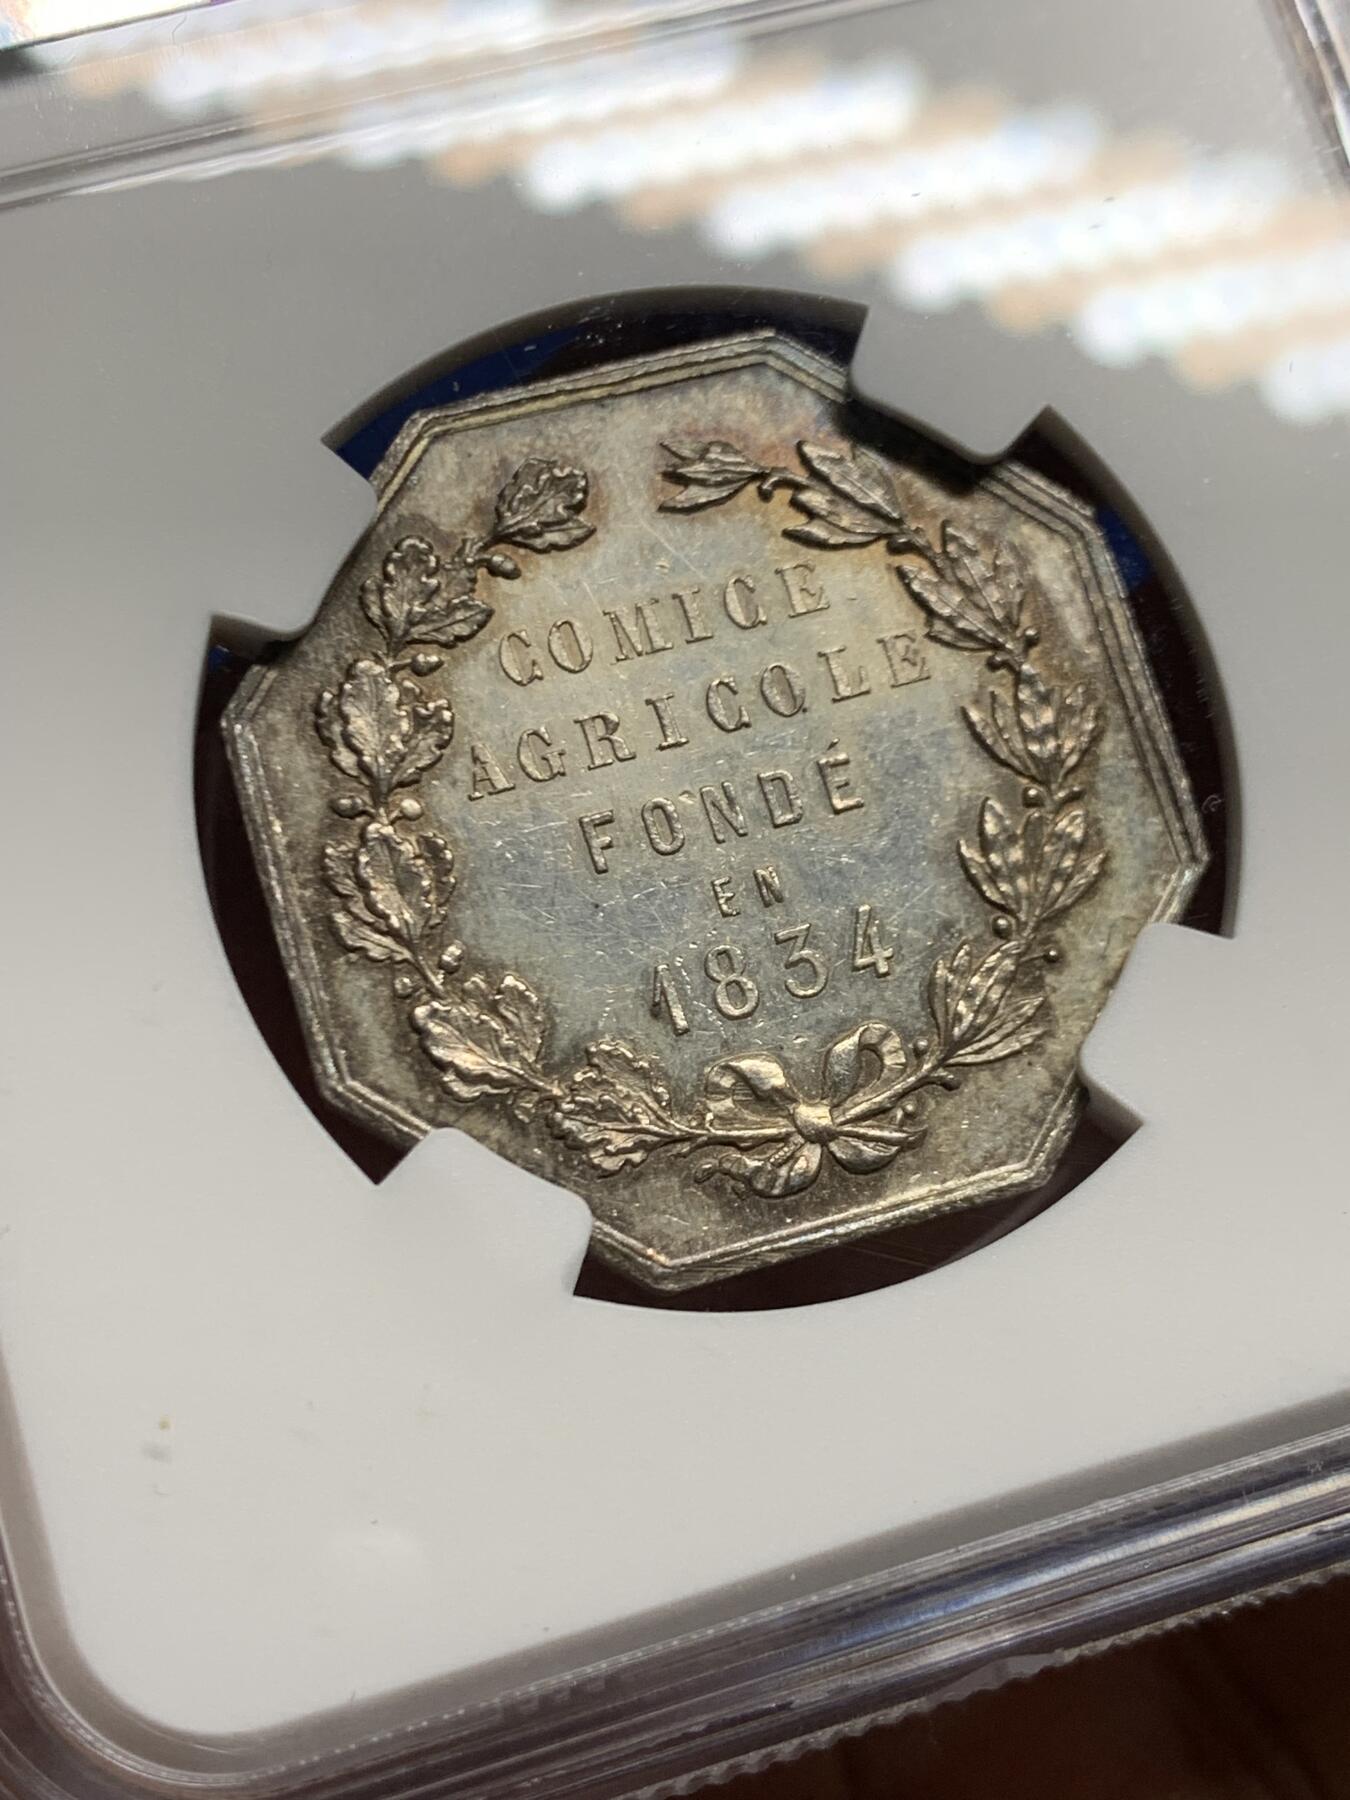 COMICE
AGRICOLE
FONDÉ
EN
1834